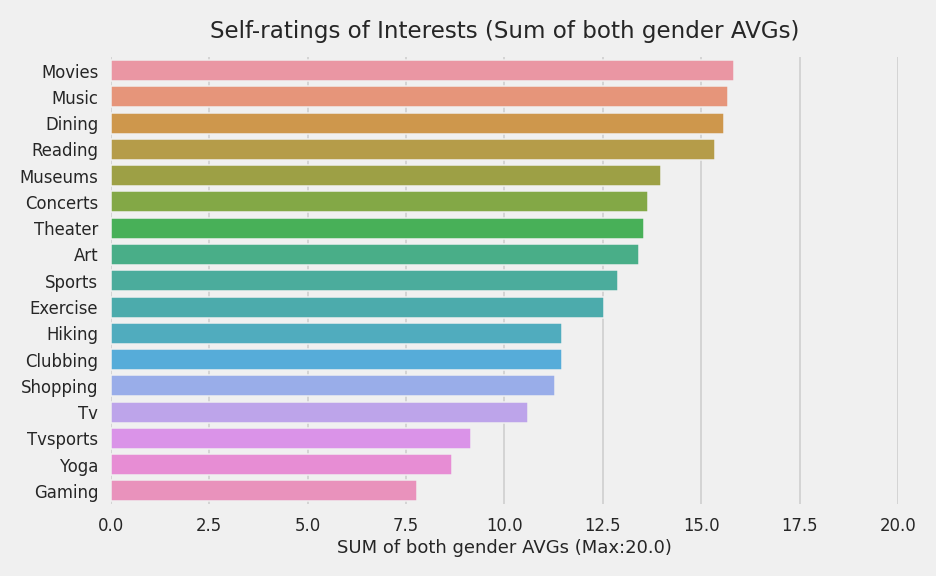 Self-ratings of Interests (Sum of both gender AVGs)
Movies
Music
Dining
Reading
Museums
Concerts
Theater
Art
Sports
Exercise
Hiking
Clubbing
Shopping
Tv
Tvsports
Yoga
Gaming
0.0 2.5 5.0 7.5 10.0 12.5 15.0 17.5 20.0
SUM of both gender AVGs (Max:20.0)